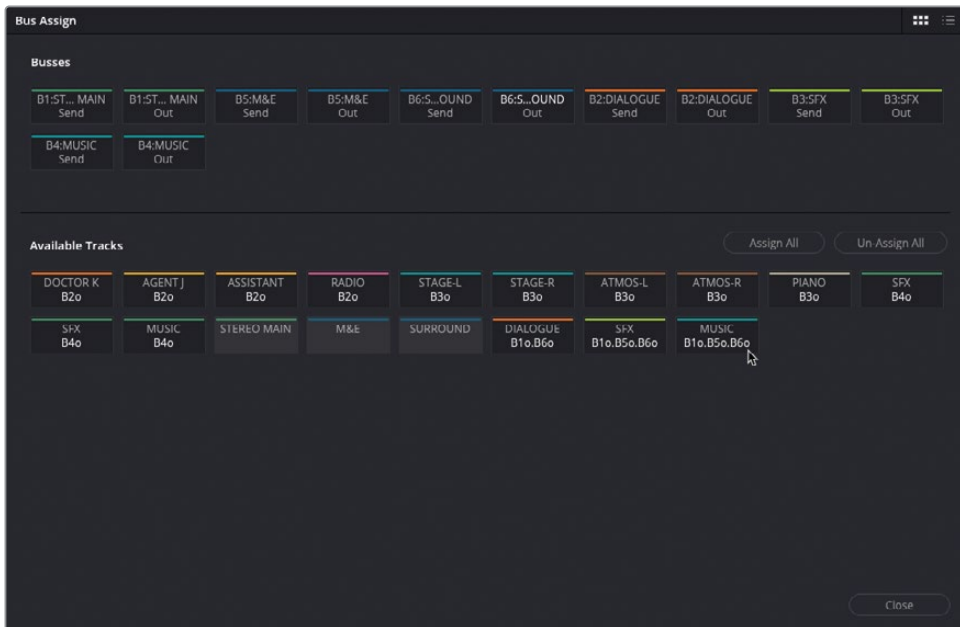 Bus Assign
Busses
B1:ST... MAIN B1:ST... MAIN B5:M&E B5:M&E B6:S...OUND B6:S...OUND B2:DIALOGUE B2:DIALOGUE B3:SFX B3:SFX
Send Out Send Out Send Out Send Out Send Out
B4:MUSIC B4:MUSIC
Send Out
Available Tracks Assign All Un-Assign All
DOCTOR K AGENT J ASSISTANT RADIO STAGE-L STAGE-R ATMOS-L ATMOS-R PIANO SFX
B2o B2o B2o B2o B3o B3o B3o B3o B3o B4o
SFX MUSIC STEREO MAIN M&E SURROUND DIALOGUE SFX MUSIC
B4o B4o B1o.B6o B1o.B5o.B6o B1o.B5o.B6o
Close